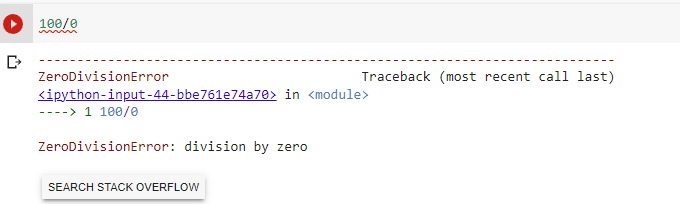 100/0
---------------------------------------------------------------------------
ZeroDivisionError                         Traceback (most recent call last)
<ipython-input-44-bbe761e74a70> in <module>
----> 1 100/0

ZeroDivisionError: division by zero
SEARCH STACK OVERFLOW